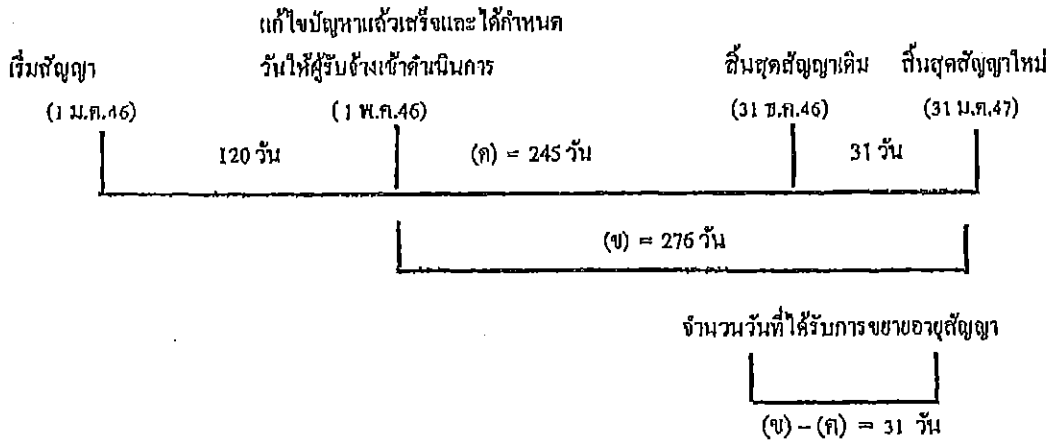 แก้ไขปัญหาแล้วเสร็จและได้กำหนด
เริ่มสัญญา วันให้ผู้รับจ้างเข้าดำเนินการ สิ้นสุดสัญญาเดิม สิ้นสุดสัญญาใหม่
(1 ม.ค.46) (1 พ.ค.46) (31 ธ.ค.46) (31 ม.ค.47)
120 วัน (ค) = 245 วัน 31 วัน
(ข) = 276 วัน
จำนวนวันที่ได้รับการขยายอายุสัญญา
(ข) – (ค) = 31 วัน